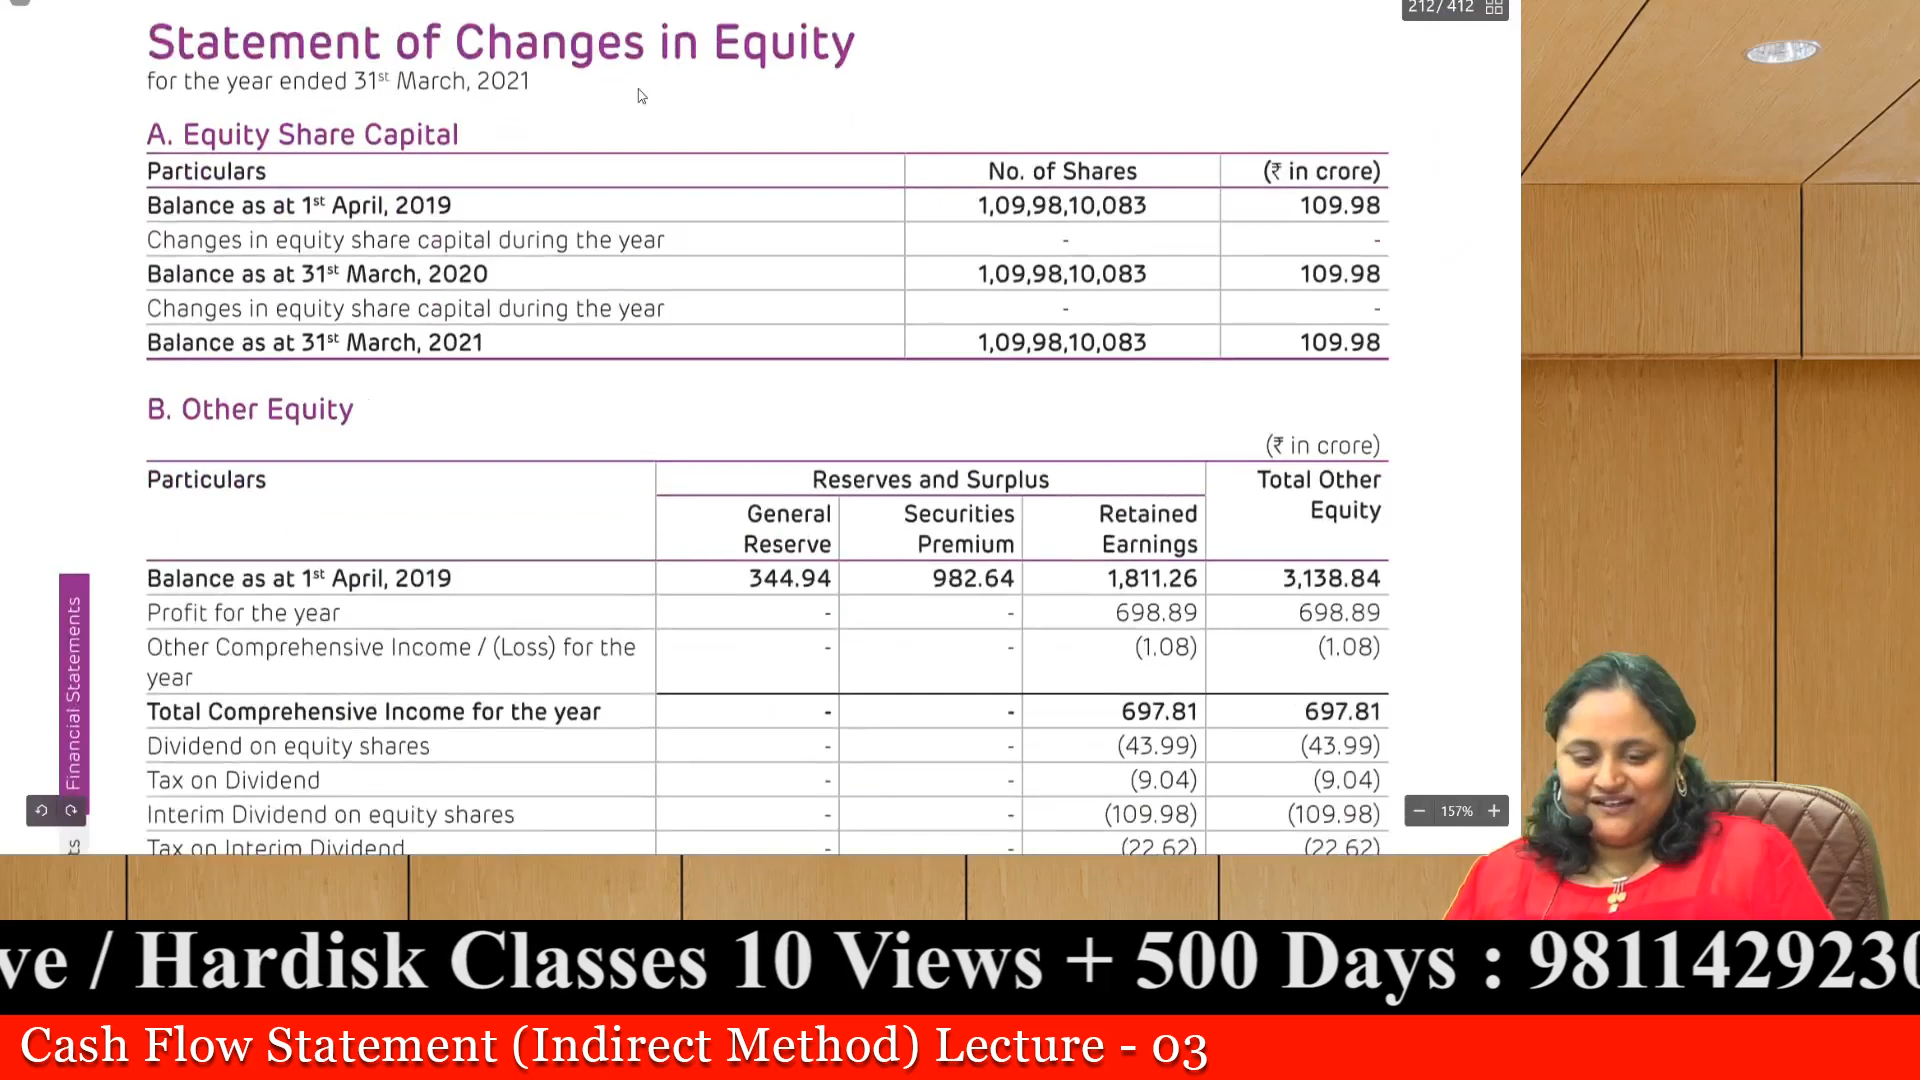 212/412
Statement of Changes in Equity
for the year ended 31st March, 2021
A. Equity Share Capital
Particulars No. of Shares (₹ in crore)
Balance as at 1st April, 2019 1,09,98,10,083 109.98
Changes in equity share capital during the year - -
Balance as at 31st March, 2020 1,09,98,10,083 109.98
Changes in equity share capital during the year - -
Balance as at 31st March, 2021 1,09,98,10,083 109.98
B. Other Equity
(₹ in crore)
Particulars Reserves and Surplus Total Other
Equity
General Securities Retained
Reserve Premium Earnings
Balance as at 1st April, 2019 344.94 982.64 1,811.26 3,138.84
Profit for the year - - 698.89 698.89
Other Comprehensive Income / (Loss) for the - - (1.08) (1.08)
year
Total Comprehensive Income for the year - - 697.81 697.81
Dividend on equity shares - - (43.99) (43.99)
Tax on Dividend - - (9.04) (9.04)
Interim Dividend on equity shares - - (109.98) (109.98)
Tax on Interim Dividend - - (22.62) (22.62)
Financial Statements
ts
157%
ve / Hardisk Classes 10 Views + 500 Days : 9811429230
Cash Flow Statement (Indirect Method) Lecture - 03